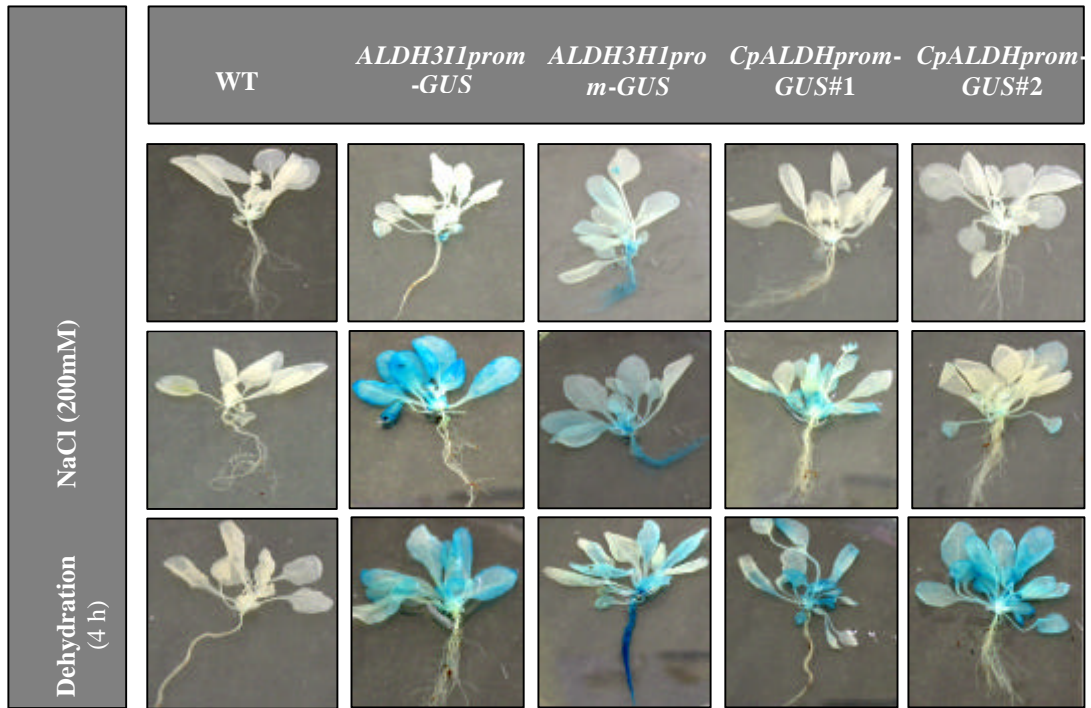 WT
ALDH3I1prom
-GUS
ALDH3H1pro
m-GUS
CpALDHprom-
GUS#1
CpALDHprom-
GUS#2
NaCl (200mM)
Dehydration
(4 h)